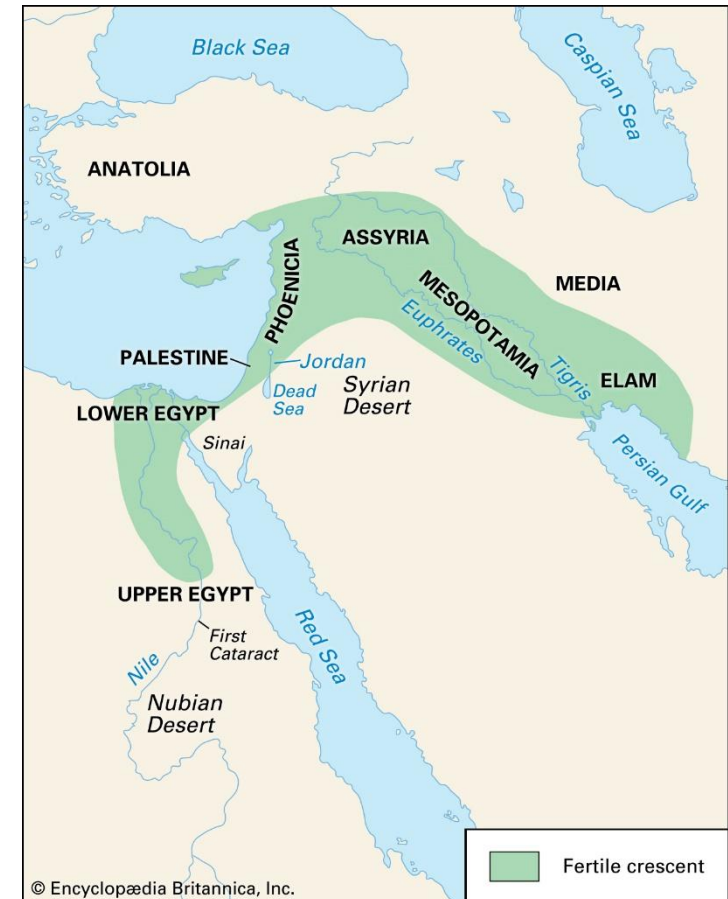 Black Sea
Caspian Sea
ANATOLIA
ASSYRIA
PHOENICIA
MEDIA
MESOPOTAMIA
Euphrates
Tigris
PALESTINE
Jordan
ELAM
Dead
Sea
Syrian
Desert
LOWER EGYPT
Sinai
Persian Gulf
UPPER EGYPT
First
Cataract
Red Sea
Nile
Nubian
Desert
Fertile crescent
© Encyclopædia Britannica, Inc.